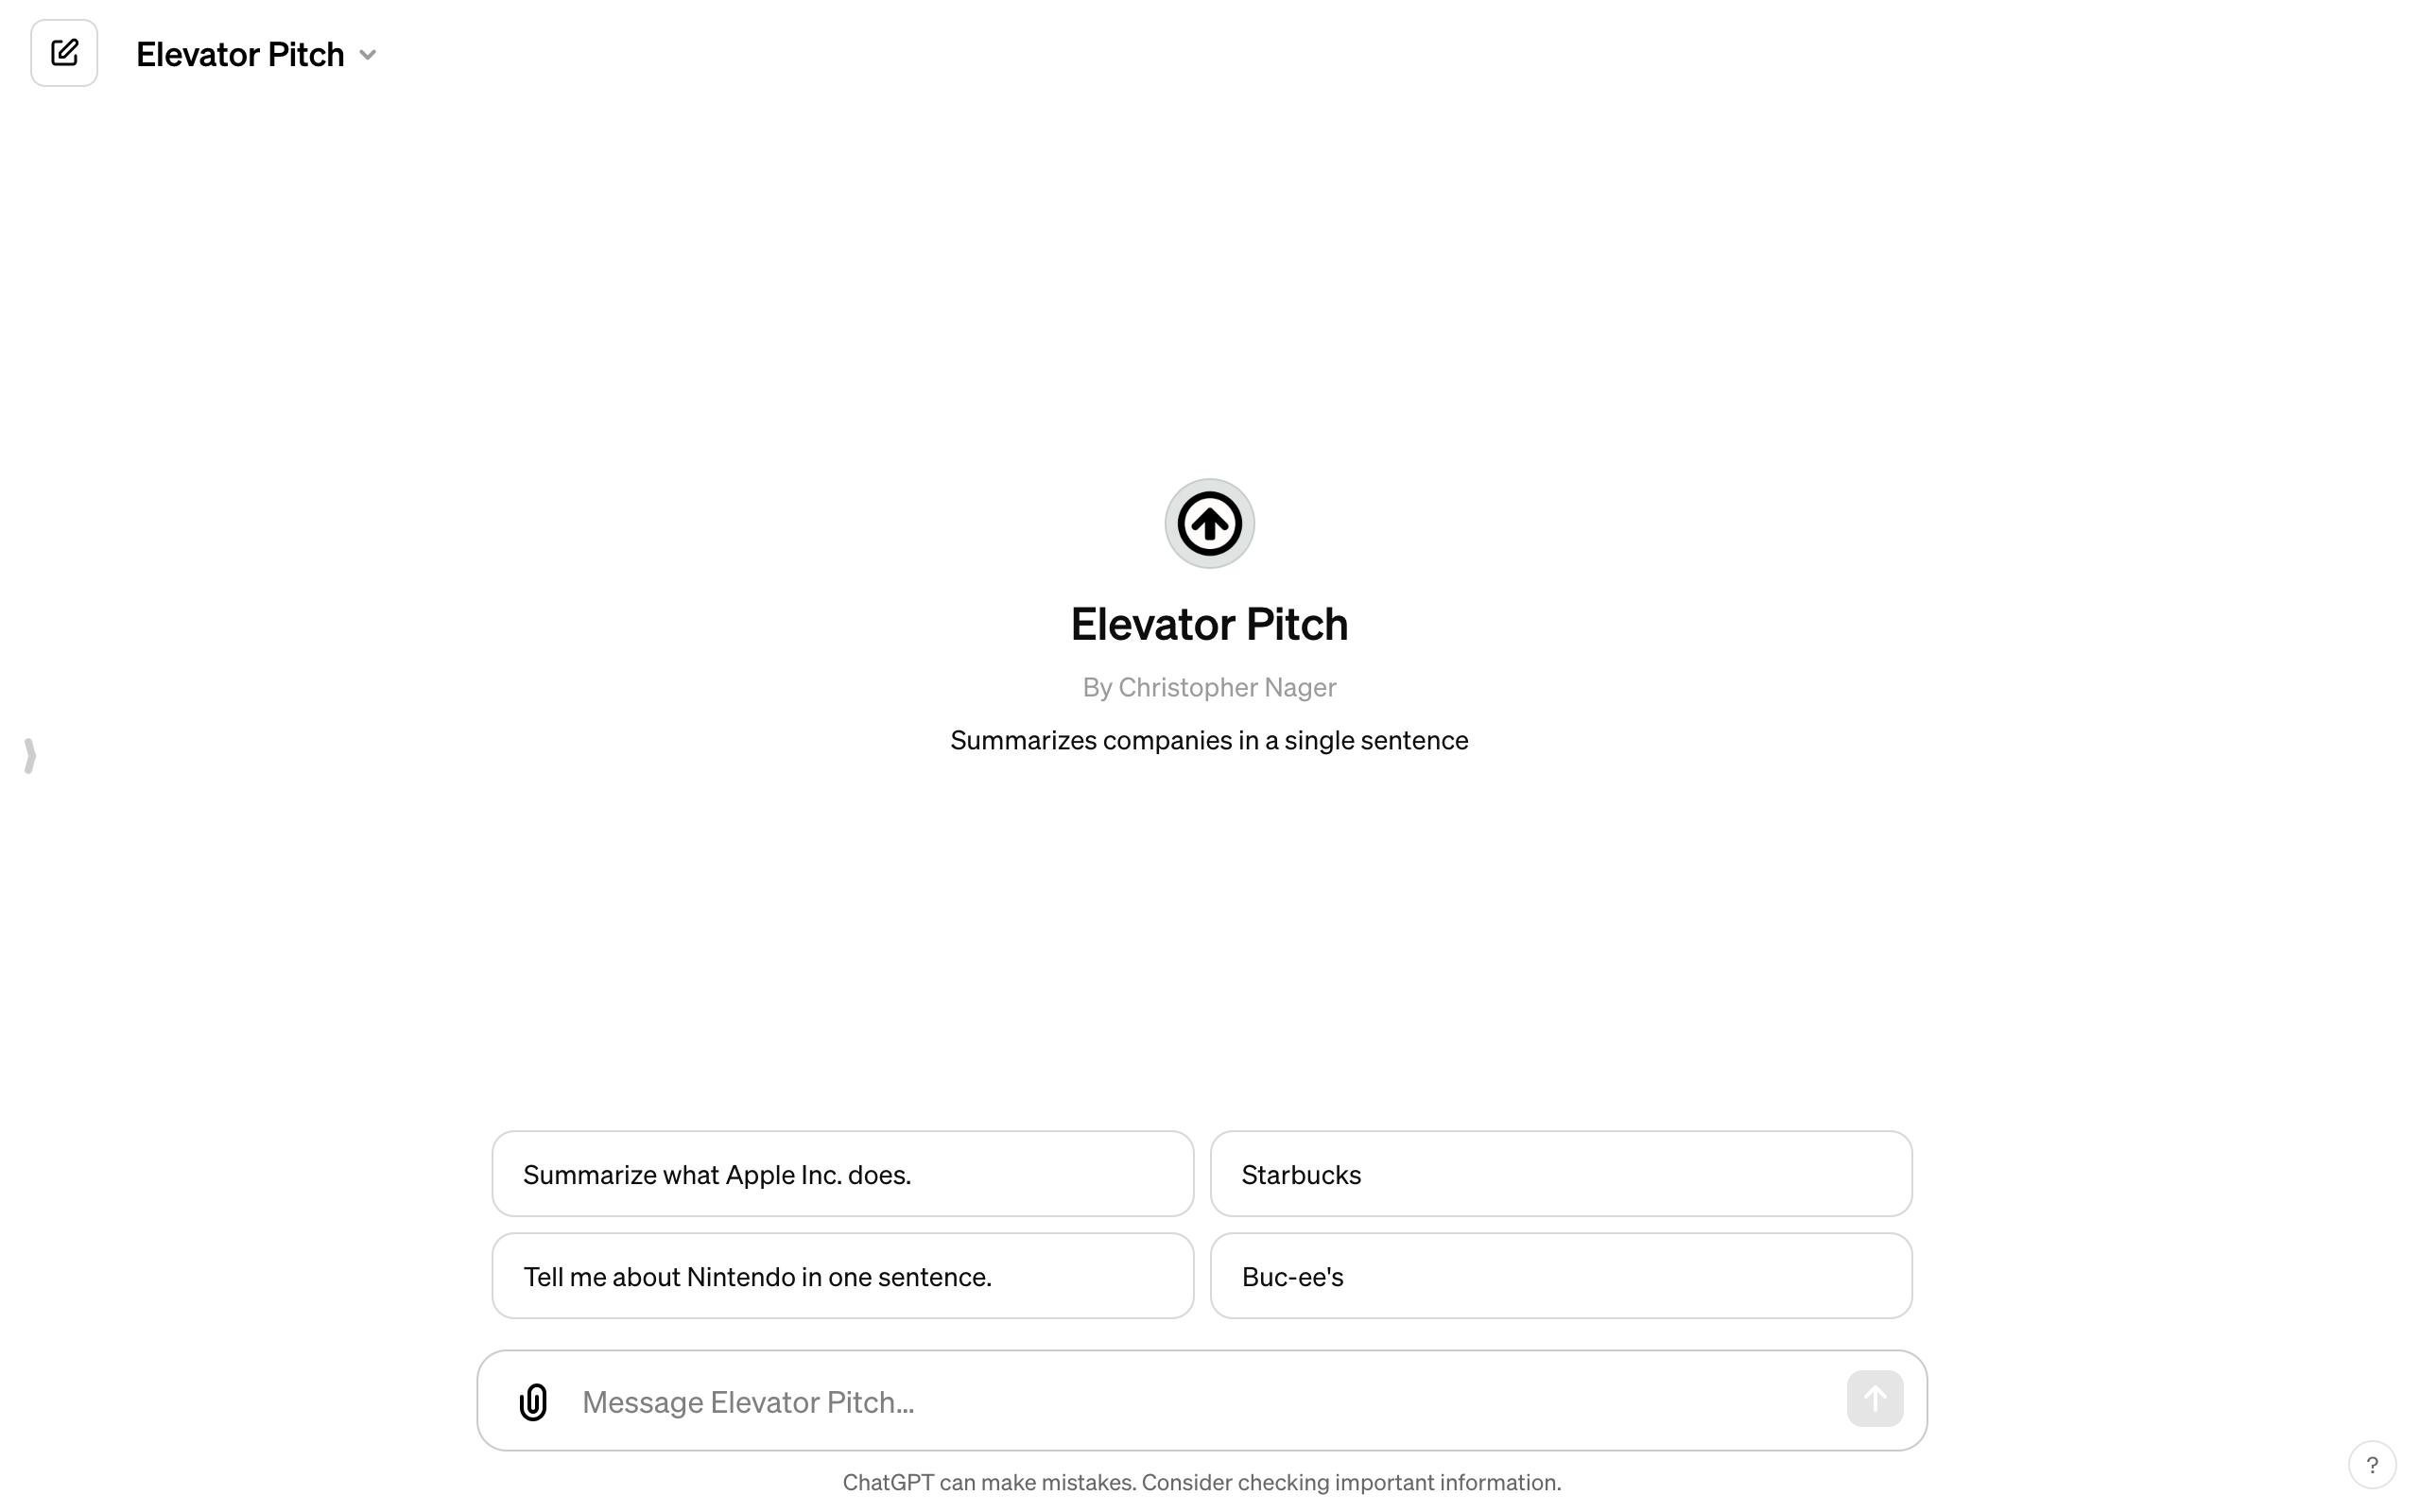 Elevator Pitch
Elevator Pitch
By Christopher Nager
Summarizes companies in a single sentence
Summarize what Apple Inc. does.
Starbucks
Tell me about Nintendo in one sentence.
Buc-ee's
Message Elevator Pitch...
ChatGPT can make mistakes. Consider checking important information.
?